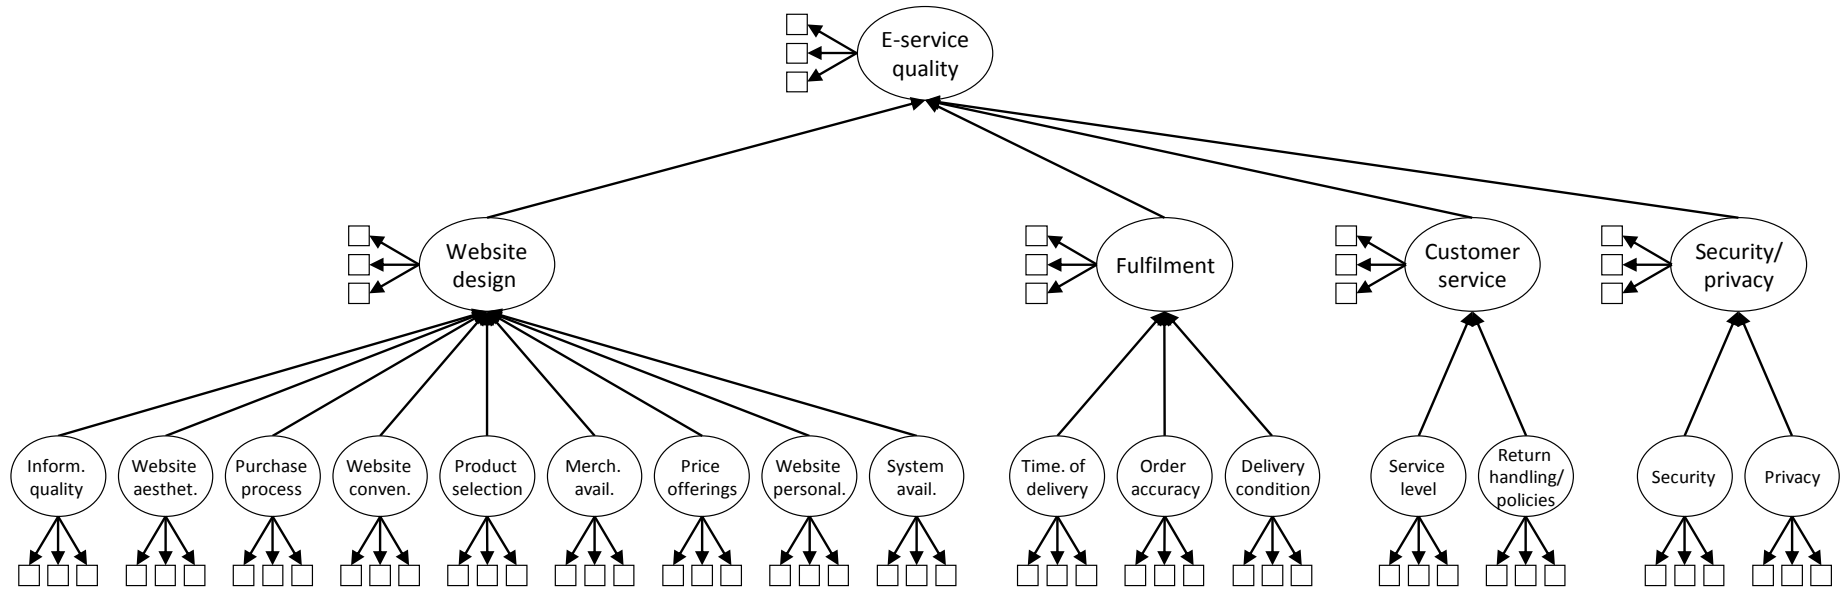 E-service
quality
Website
design
Fulfilment
Customer
service
Security/
privacy
Inform.
quality
Website
aesthet.
Purchase
process
Website
conven.
Product
selection
Merch.
avail.
Price
offerings
Website
personal.
System
avail.
Time. of
delivery
Order
accuracy
Delivery
condition
Service
level
Return
handling/
policies
Security
Privacy